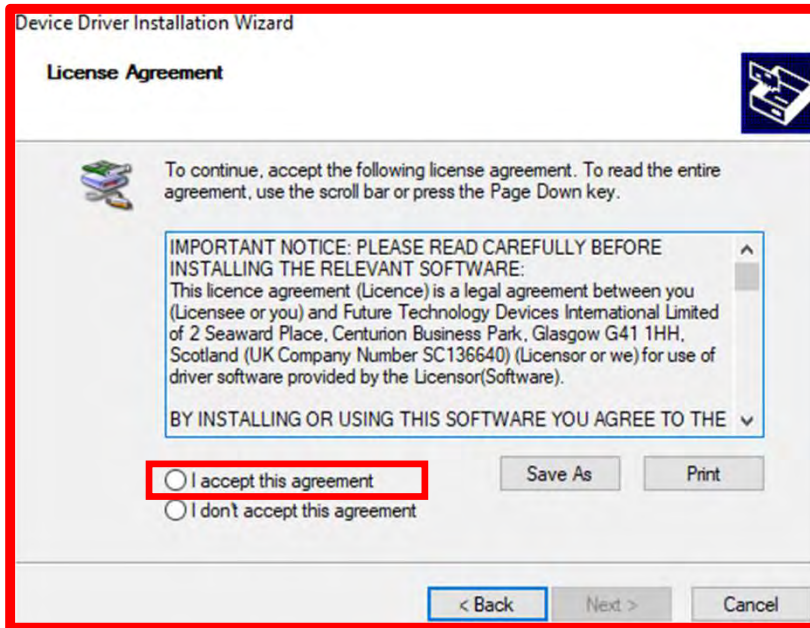 Device Driver Installation Wizard
License Agreement
To continue, accept the following license agreement. To read the entire
agreement, use the scroll bar or press the Page Down key.
IMPORTANT NOTICE: PLEASE READ CAREFULLY BEFORE
INSTALLING THE RELEVANT SOFTWARE:
This licence agreement (Licence) is a legal agreement between you
(Licensee or you) and Future Technology Devices International Limited
of 2 Seaward Place, Centurion Business Park, Glasgow G41 1HH,
Scotland (UK Company Number SC136640) (Licensor or we) for use of
driver software provided by the Licensor(Software).
BY INSTALLING OR USING THIS SOFTWARE YOU AGREE TO THE
I accept this agreement
Save As
Print
I don't accept this agreement
< Back
Next >
Cancel